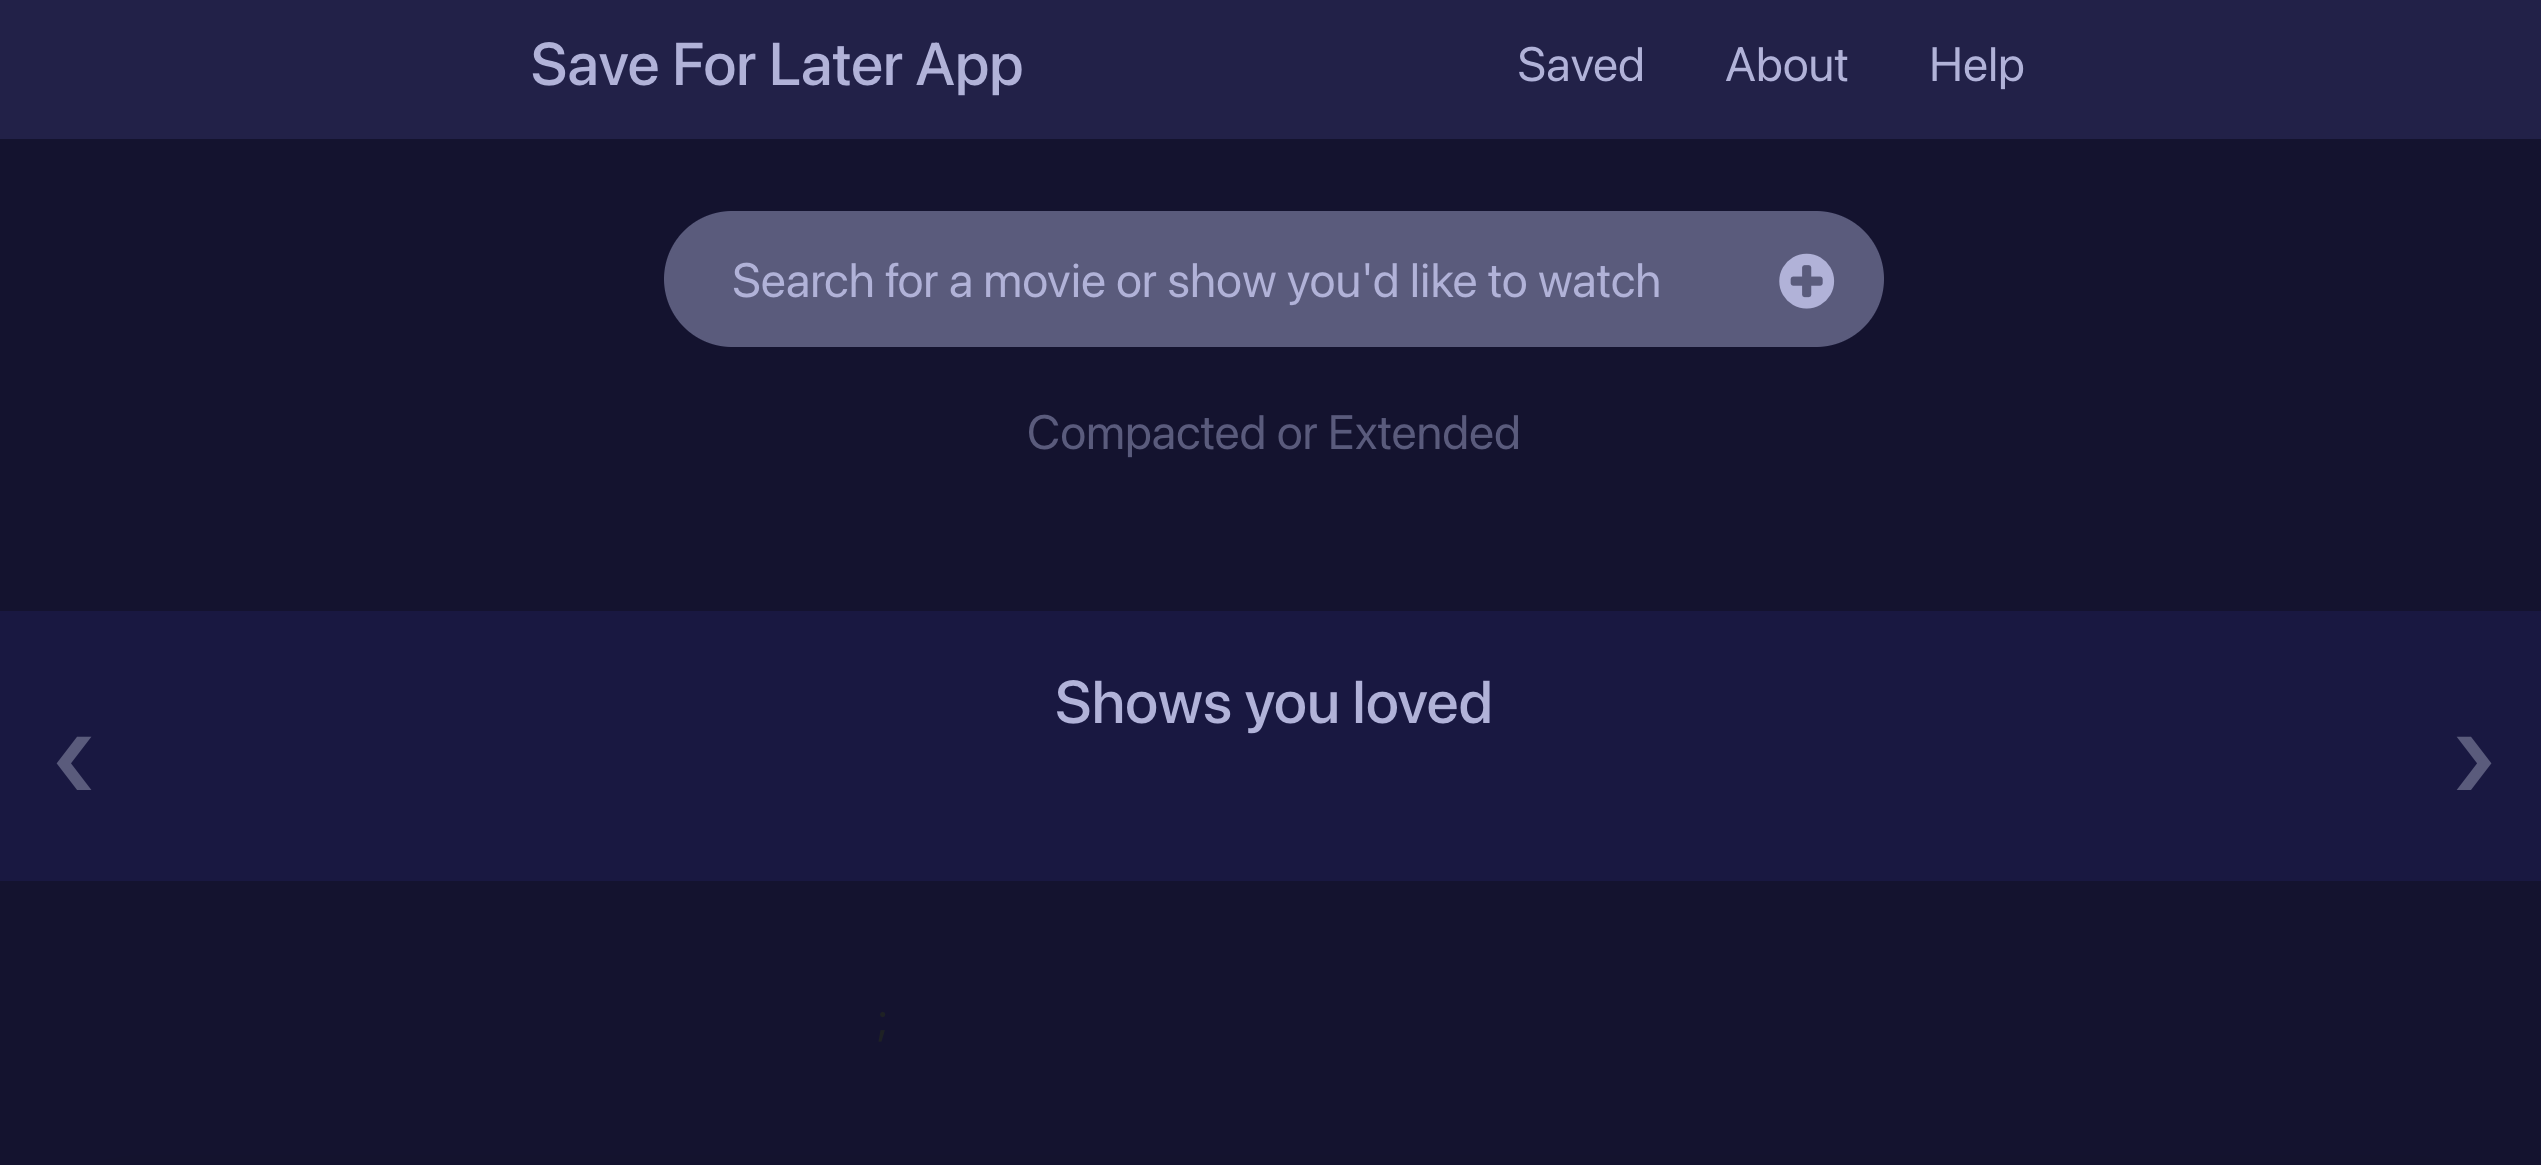 Save For Later App
Saved
About
Help
Search for a movie or show you'd like to watch
Compacted or Extended
Shows you loved
;